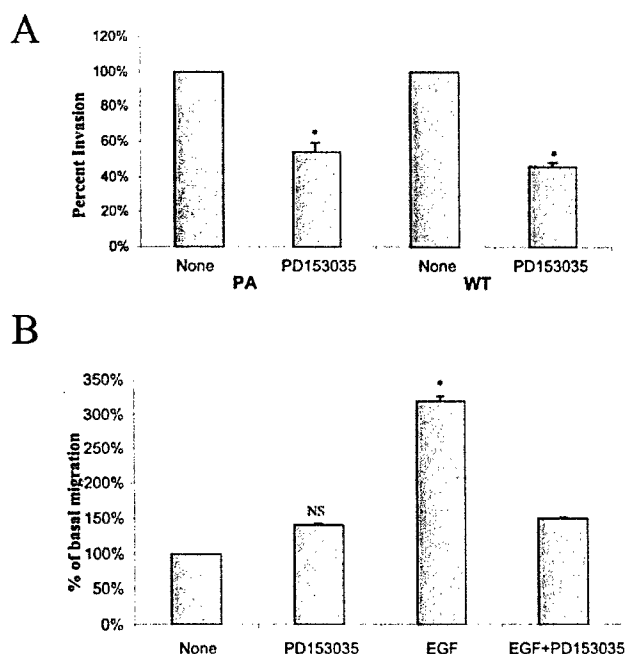 A
120%
100%
80%
60%
40%
20%
0%
Percent Invasion
*
*
None PD153035 None PD153035
PA WT
B
350%
300%
250%
200%
150%
100%
50%
0%
% of basal migration
NS
*
None PD153035 EGF EGF+PD153035